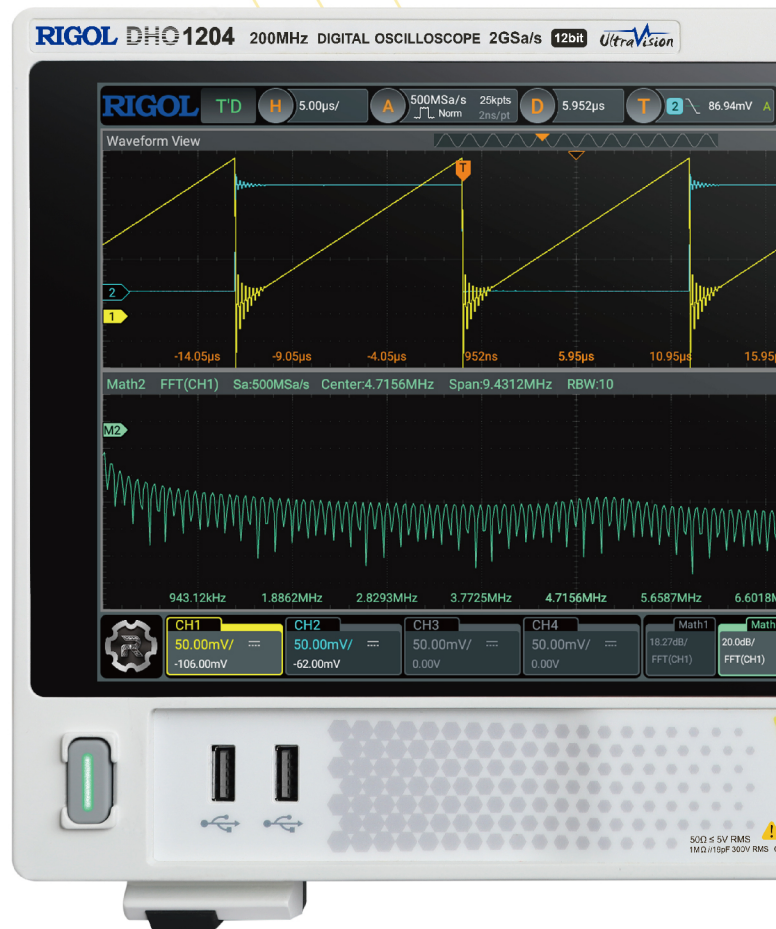 RIGOL DHO1204 200MHz DIGITAL OSCILLOSCOPE 2GSa/s 12bit UltraVision
RIGOL T'D H 5.00µs/ A 500MSa/s 25kpts D 5.952µs T 2 86.94mV A
Norm 2ns/pt
Waveform View
T
2
1
-14.05µs -9.05µs -4.05µs 952ns 5.95µs 10.95µs 15.95
Math2 FFT(CH1) Sa:500MSa/s Center:4.7156MHz Span:9.4312MHz RBW:10
M2
943.12kHz 1.8862MHz 2.8293MHz 3.7725MHz 4.7156MHz 5.6587MHz 6.6018M
CH1 CH2 CH3 CH4 Math1 Math
50.00mV/ 50.00mV/ 50.00mV/ 50.00mV/ 18.27dB/ 20.0dB/
-106.00mV -62.00mV 0.00V 0.00V FFT(CH1) FFT(CH1)
50Ω ≤ 5V RMS
1MΩ//19pF 300V RMS